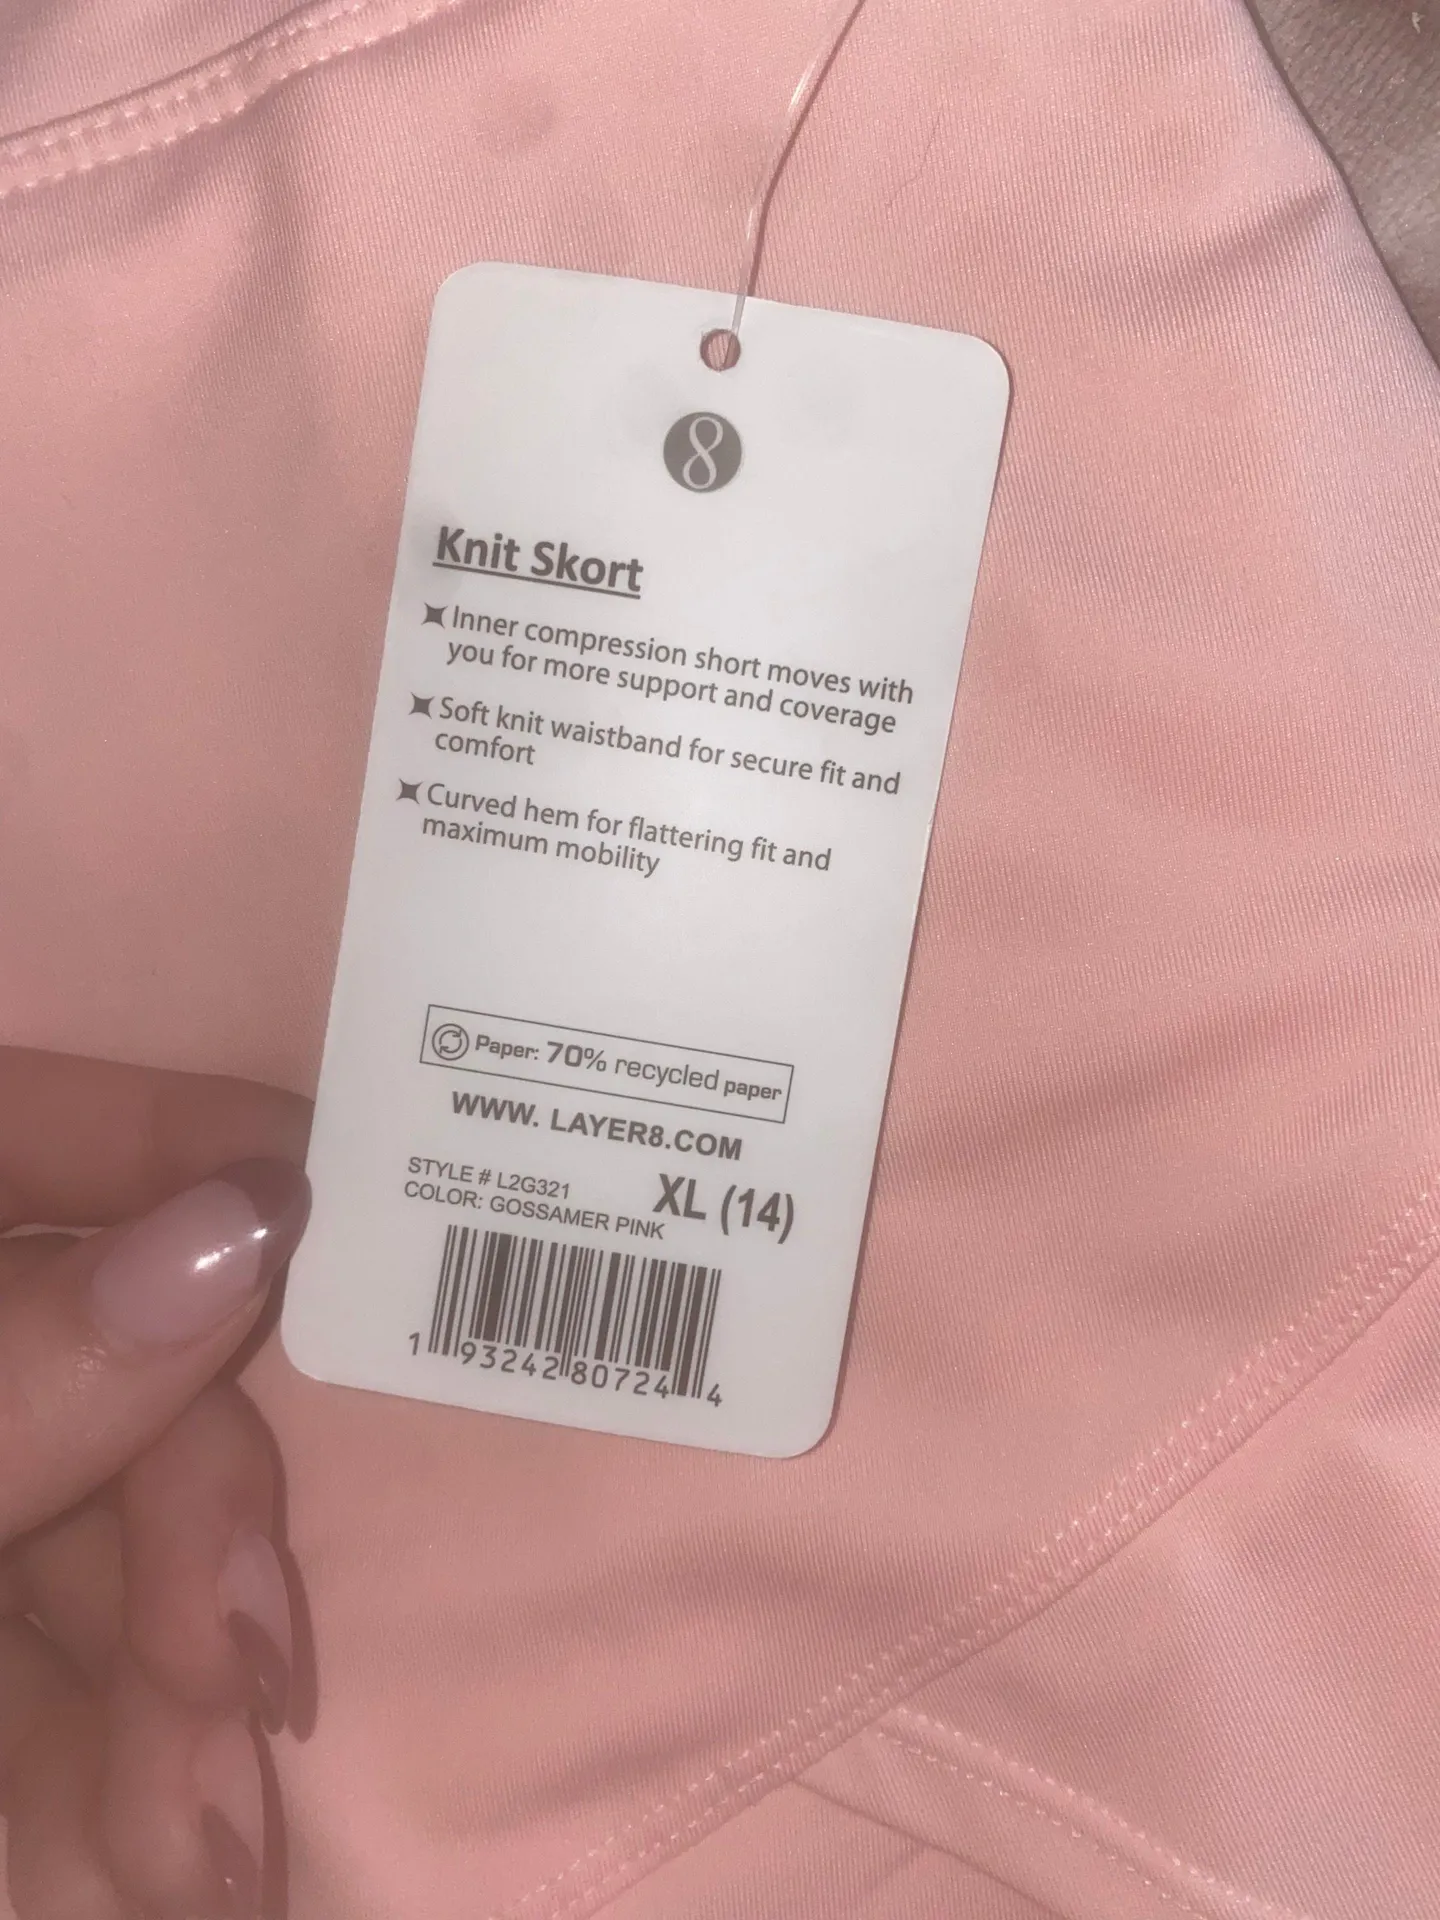 8
Knit Skort
Inner compression short moves with
you for more support and coverage
Soft knit waistband for secure fit and
comfort
Curved hem for flattering fit and
maximum mobility
Paper: 70% recycled paper
WWW. LAYER8.COM
STYLE # L2G321
COLOR: GOSSAMER PINK
XL (14)
1 93242 80724 4